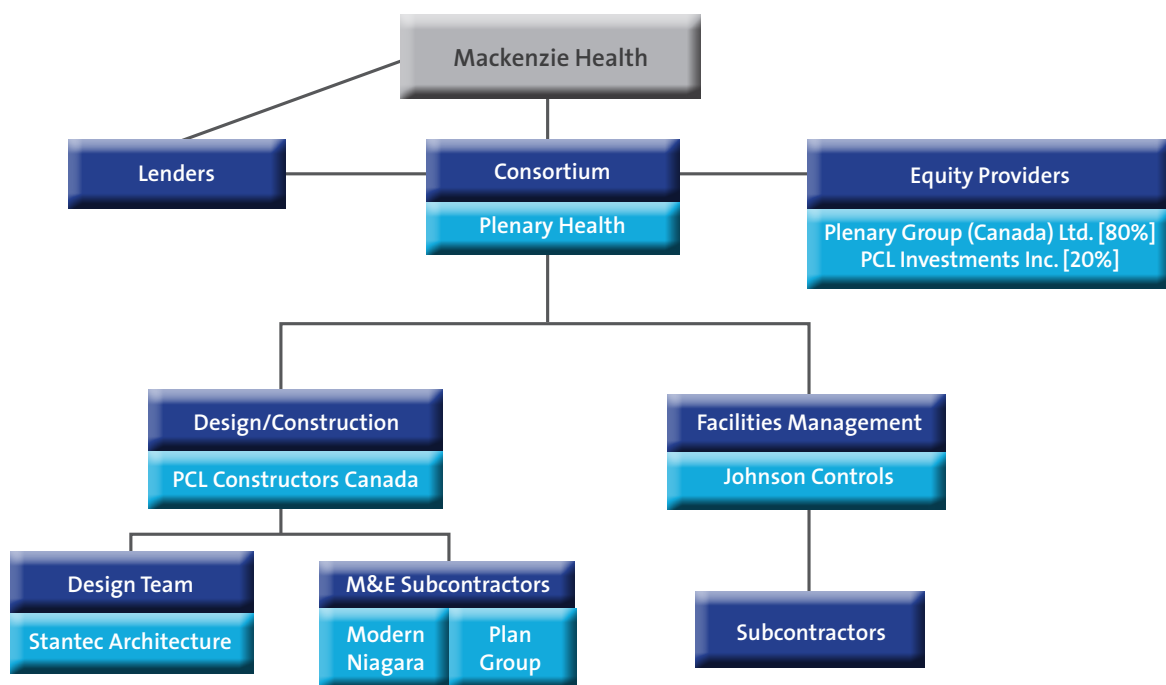 Mackenzie Health
Lenders
Consortium
Plenary Health
Equity Providers
Plenary Group (Canada) Ltd. [80%]
PCL Investments Inc. [20%]
Design/Construction
PCL Constructors Canada
Facilities Management
Johnson Controls
Design Team
Stantec Architecture
M&E Subcontractors
Modern
Niagara
Plan
Group
Subcontractors